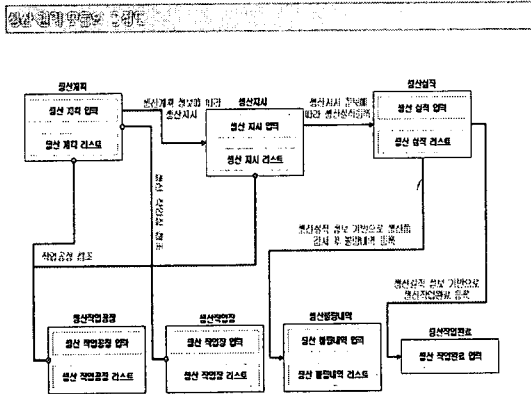 생산계획
생산 계획 입력
생산 계획 리스트
생산계획 정보에 따라
생산지시
생산지시
생산 지시 입력
생산 지시 리스트
생산지시 정보에
따라 생산실적등록
생산실적
생산 실적 입력
생산 실적 리스트
작업공정 참조
생산 작업장 참조
생산실적 정보 기반으로 생산품
검사 후 불량내역 등록
생산실적 정보 기반으로
생산작업완료 등록
생산작업공정
생산 작업공정 입력
생산 작업공정 리스트
생산작업장
생산 작업장 입력
생산 작업장 리스트
생산불량내역
생산 불량내역 입력
생산 불량내역 리스트
생산작업완료
생산 작업완료 입력